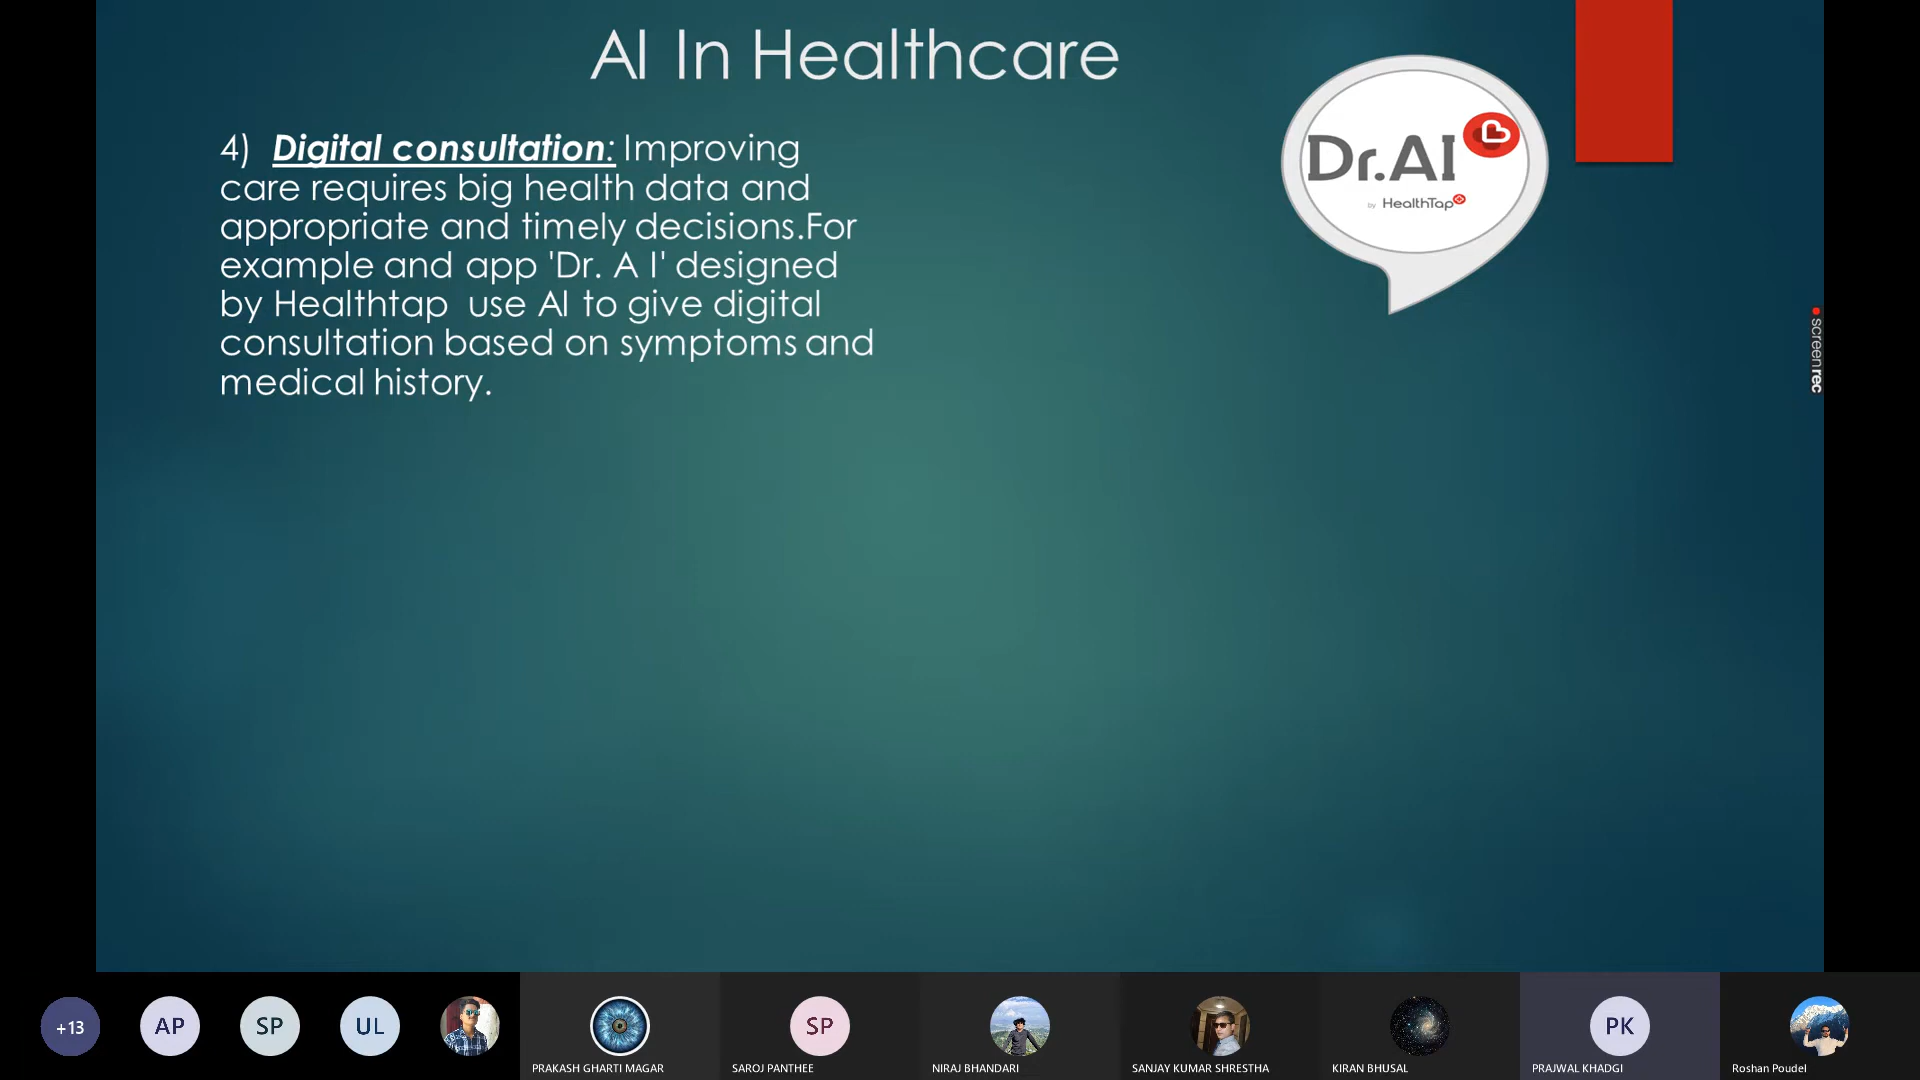 AI In Healthcare
4) Digital consultation: Improving
care requires big health data and
appropriate and timely decisions.For
example and app 'Dr. A I' designed
by Healthtap use AI to give digital
consultation based on symptoms and
medical history.
Dr.AI
by HealthTap
screenrec
+13
AP
SP
UL
SP
PK
PRAKASH GHARTI MAGAR
SAROJ PANTHEE
NIRAJ BHANDARI
SANJAY KUMAR SHRESTHA
KIRAN BHUSAL
PRAJWAL KHADGI
Roshan Poudel